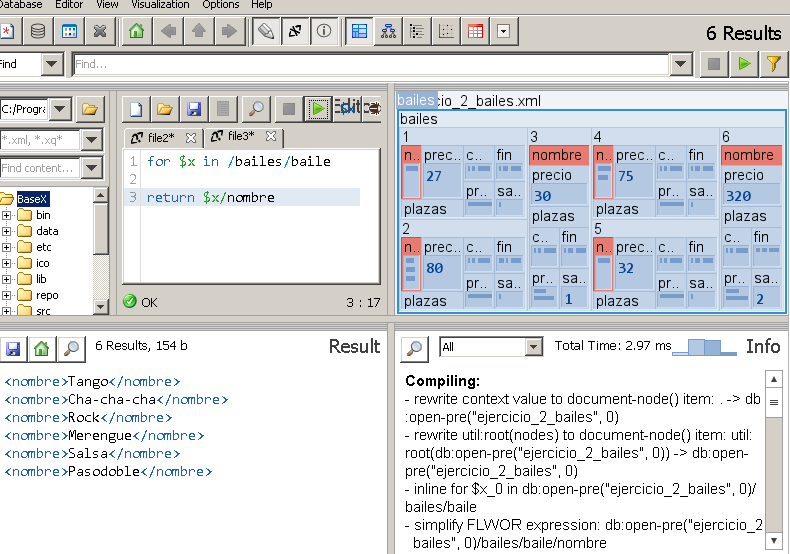 Database Editor View Visualization Options Help
6 Results
Find
Find...
C:/Progra
*.xml, *.xq*
Find content...
BaseX
bin
data
etc
ico
lib
repo
src
Editor
file2*
file3*
1 for $x in /bailes/baile
2
3 return $x/nombre
OK
3 : 17
bailes
cio_2_bailes.xml
bailes
1 3 4 6
n.. prec... c.. fin nombre n.. prec... c.. fin nombre
27 precio 75 precio
pr.. sa.. 30 pr.. sa.. 320
plazas plazas plazas plazas
2 c.. fin 5 c.. fin
n.. prec... c.. fin n.. prec... c.. fin
80 pr.. sa.. 32 pr.. sa..
pr.. sa.. 1 pr.. sa.. 2
plazas plazas
6 Results, 154 b
Result
<nombre>Tango</nombre>
<nombre>Cha-cha-cha</nombre>
<nombre>Rock</nombre>
<nombre>Merengue</nombre>
<nombre>Salsa</nombre>
<nombre>Pasodoble</nombre>
All
Total Time: 2.97 ms
Info
Compiling:
- rewrite context value to document-node() item: . -> db
:open-pre("ejercicio_2_bailes", 0)
- rewrite util:root(nodes) to document-node() item: util:
root(db:open-pre("ejercicio_2_bailes", 0)) -> db:open-
pre("ejercicio_2_bailes", 0)
- inline for $x_0 in db:open-pre("ejercicio_2_bailes", 0)/
bailes/baile
- simplify FLWOR expression: db:open-pre("ejercicio_2
_bailes", 0)/bailes/baile/nombre